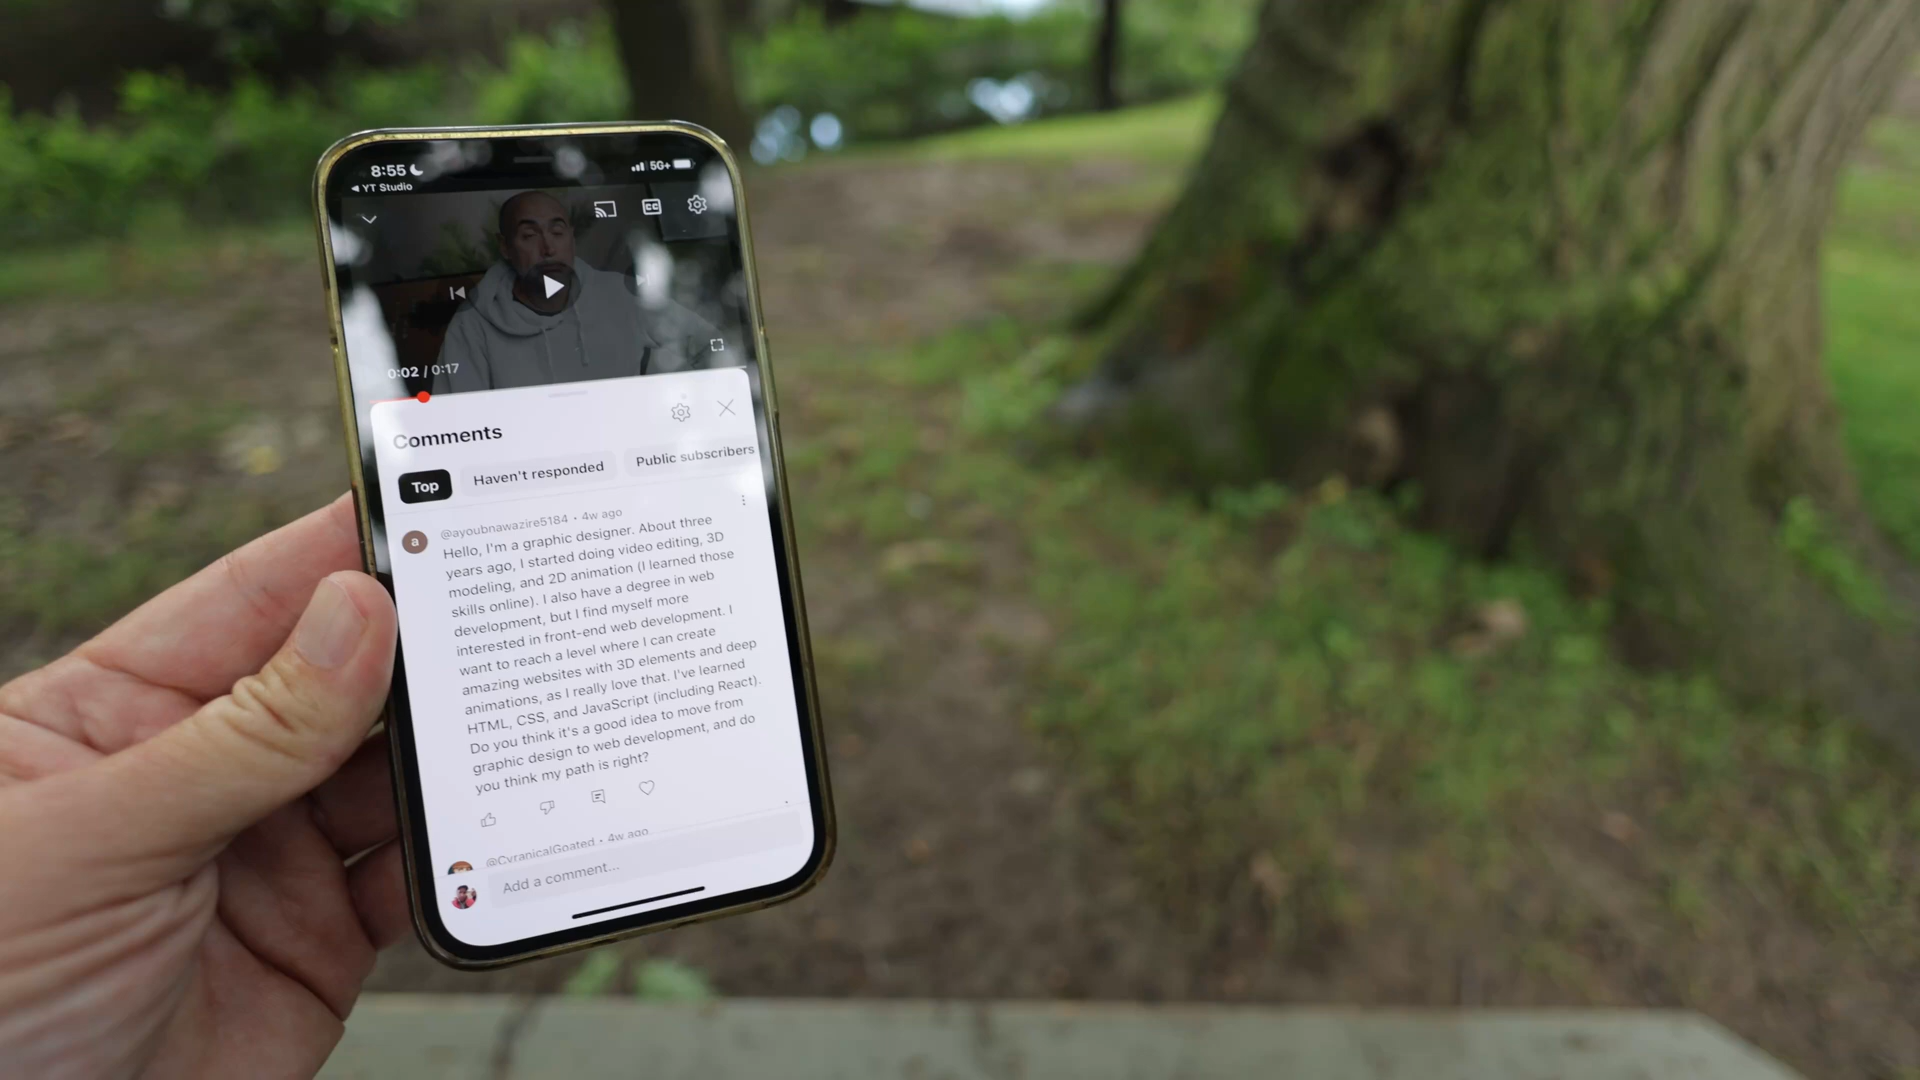 8:55
5G+
YT Studio
CC
0:02 / 0:17
Comments
Top
Haven't responded
Public subscribers
a
@ayoubnawazire5184 • 4w ago
Hello, I'm a graphic designer. About three
years ago, I started doing video editing, 3D
modeling, and 2D animation (I learned those
skills online). I also have a degree in web
development, but I find myself more
interested in front-end web development. I
want to reach a level where I can create
amazing websites with 3D elements and deep
animations, as I really love that. I've learned
HTML, CSS, and JavaScript (including React).
Do you think it's a good idea to move from
graphic design to web development, and do
you think my path is right?
@CyranicalGoated • 4w ago
Add a comment...